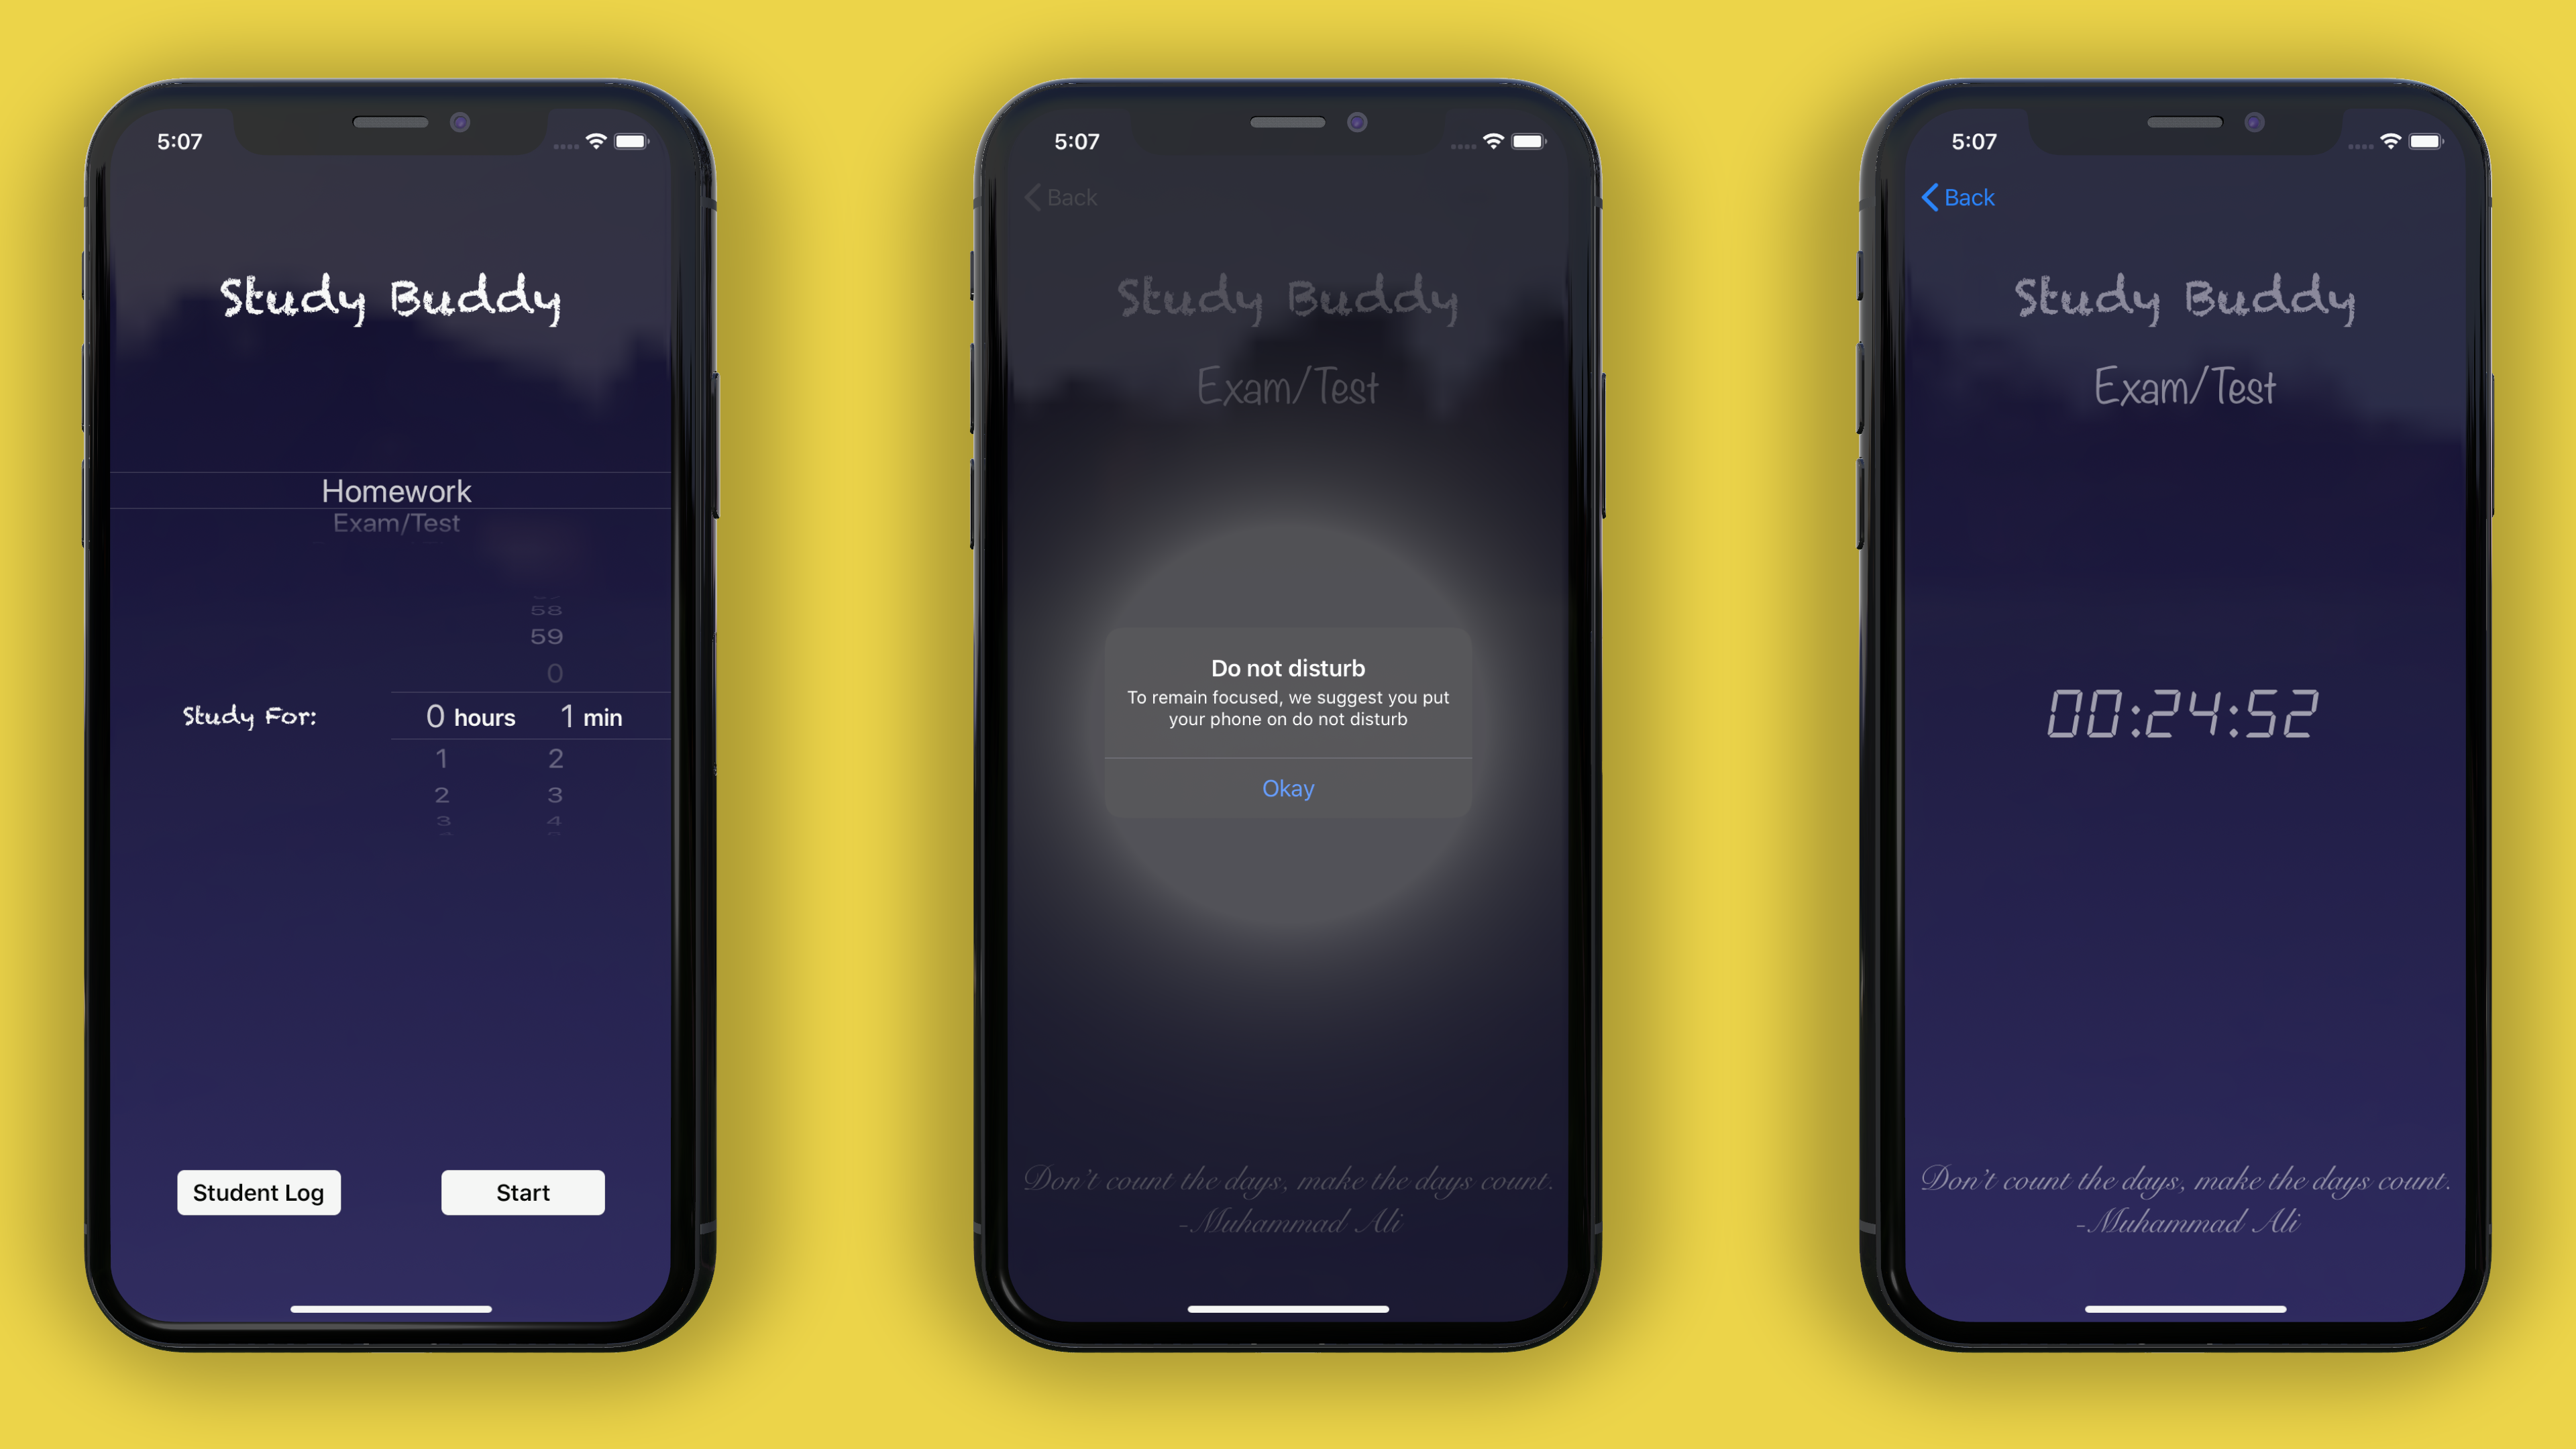 5:07
Study Buddy
Homework
Exam/Test
58
59
0
Study For: 0 hours 1 min
1 2
2 3
3 4
Student Log Start
5:07
Back
Study Buddy
Exam/Test
Do not disturb
To remain focused, we suggest you put
your phone on do not disturb
Okay
Don't count the days, make the days count.
-Muhammad Ali
5:07
Back
Study Buddy
Exam/Test
00:24:52
Don't count the days, make the days count.
-Muhammad Ali